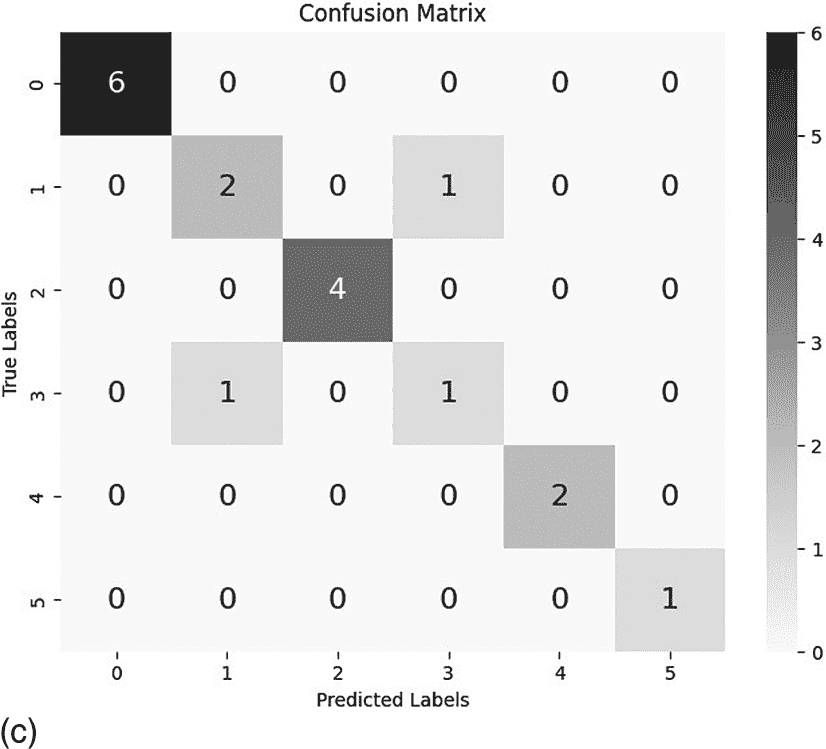 Confusion Matrix
0 6 0 0 0 0 0
1 0 2 0 1 0 0
2 0 0 4 0 0 0
3 0 1 0 1 0 0
4 0 0 0 0 2 0
5 0 0 0 0 0 1
0 1 2 3 4 5
True Labels
Predicted Labels
6
5
4
3
2
1
0
(c)